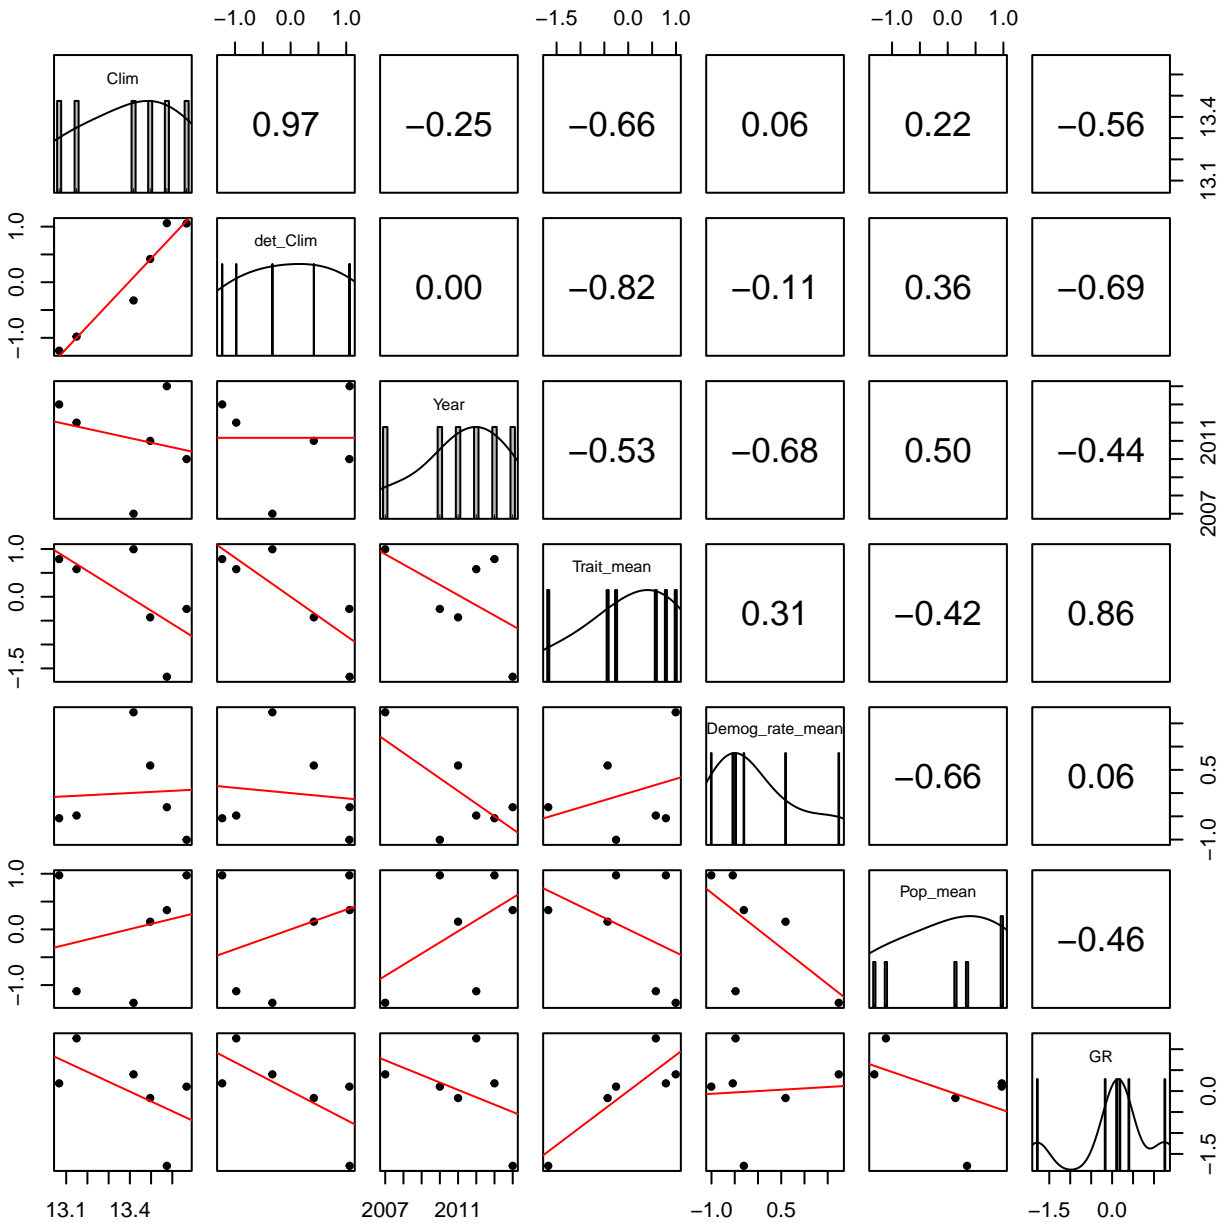 −1.0 0.0 1.0 −1.5 0.0 1.0 −1.0 0.0 1.0
Clim 0.97 −0.25 −0.66 0.06 0.22 −0.56 13.1 13.4
−1.0 0.0 1.0 det_Clim 0.00 −0.82 −0.11 0.36 −0.69
Year −0.53 −0.68 0.50 −0.44 2007 2011
−1.5 0.0 1.0 Trait_mean 0.31 −0.42 0.86
Demog_rate_mean −0.66 0.06 −1.0 0.5
−1.0 0.0 1.0 Pop_mean −0.46
GR −1.5 0.0
13.1 13.4 2007 2011 −1.0 0.5 −1.5 0.0